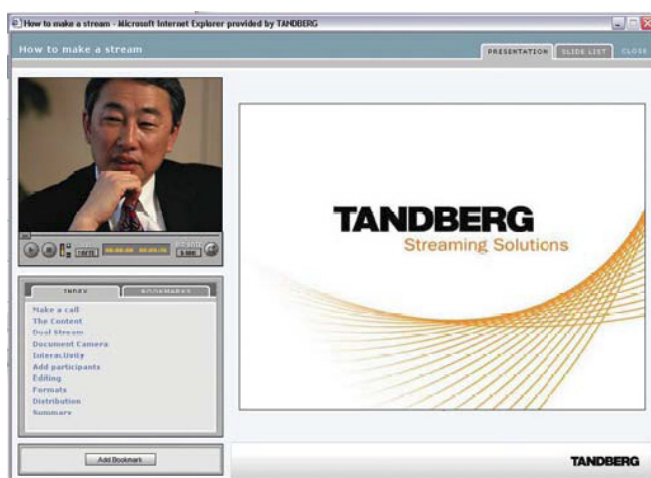 How to make a stream - Microsoft Internet Explorer provided by TANDBERG
How to make a stream
PRESENTATION
SLIDE LIST
CLOSE
TANDBERG
Streaming Solutions
INDEX
BOOKMARKS
Make a call
The Content
Dual Stream
Document Camera
Interactivity
Add participants
Editing
Formats
Distribution
Summary
Add Bookmark
TANDBERG